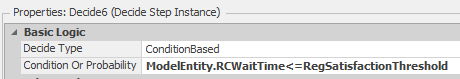 Properties: Decide6 (Decide Step Instance)
Basic Logic
Decide Type ConditionBased
Condition Or Probability ModelEntity.RCWaitTime<=RegSatisfactionThreshold